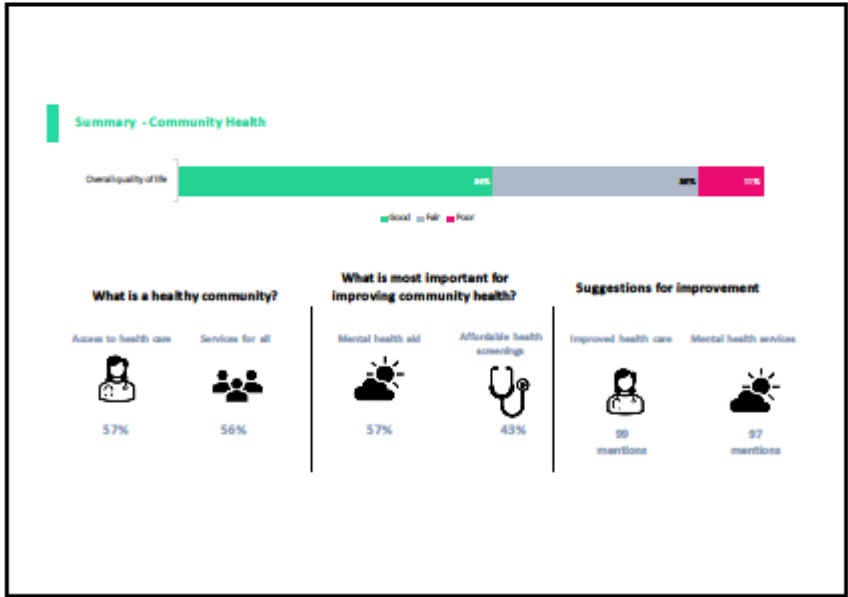 Summary - Community Health
Overall quality of life
11%
Good Fair Poor
What is a healthy community?
Access to health care
57%
Services for all
56%
What is most important for
improving community health?
Mental health aid
57%
Affordable health
screenings
43%
Suggestions for improvement
Improved health care
99
mentions
Mental health services
97
mentions